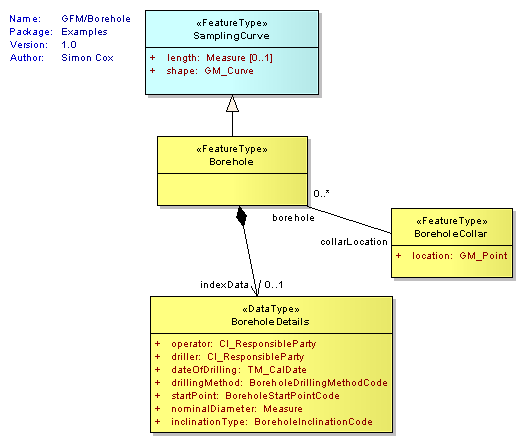 Name: GFM/Borehole
Package: Examples
Version: 1.0
Author: Simon Cox
«FeatureType»
SamplingCurve
+ length: Measure [0..1]
+ shape: GM_Curve
«FeatureType»
Borehole
0..*
borehole
collarLocation
«FeatureType»
BoreholeCollar
+ location: GM_Point
indexData
0..1
«DataType»
BoreholeDetails
+ operator: CI_ResponsibleParty
+ driller: CI_ResponsibleParty
+ dateOfDrilling: TM_CalDate
+ drillingMethod: BoreholeDrillingMethodCode
+ startPoint: BoreholeStartPointCode
+ nominalDiameter: Measure
+ inclinationType: BoreholeInclinationCode